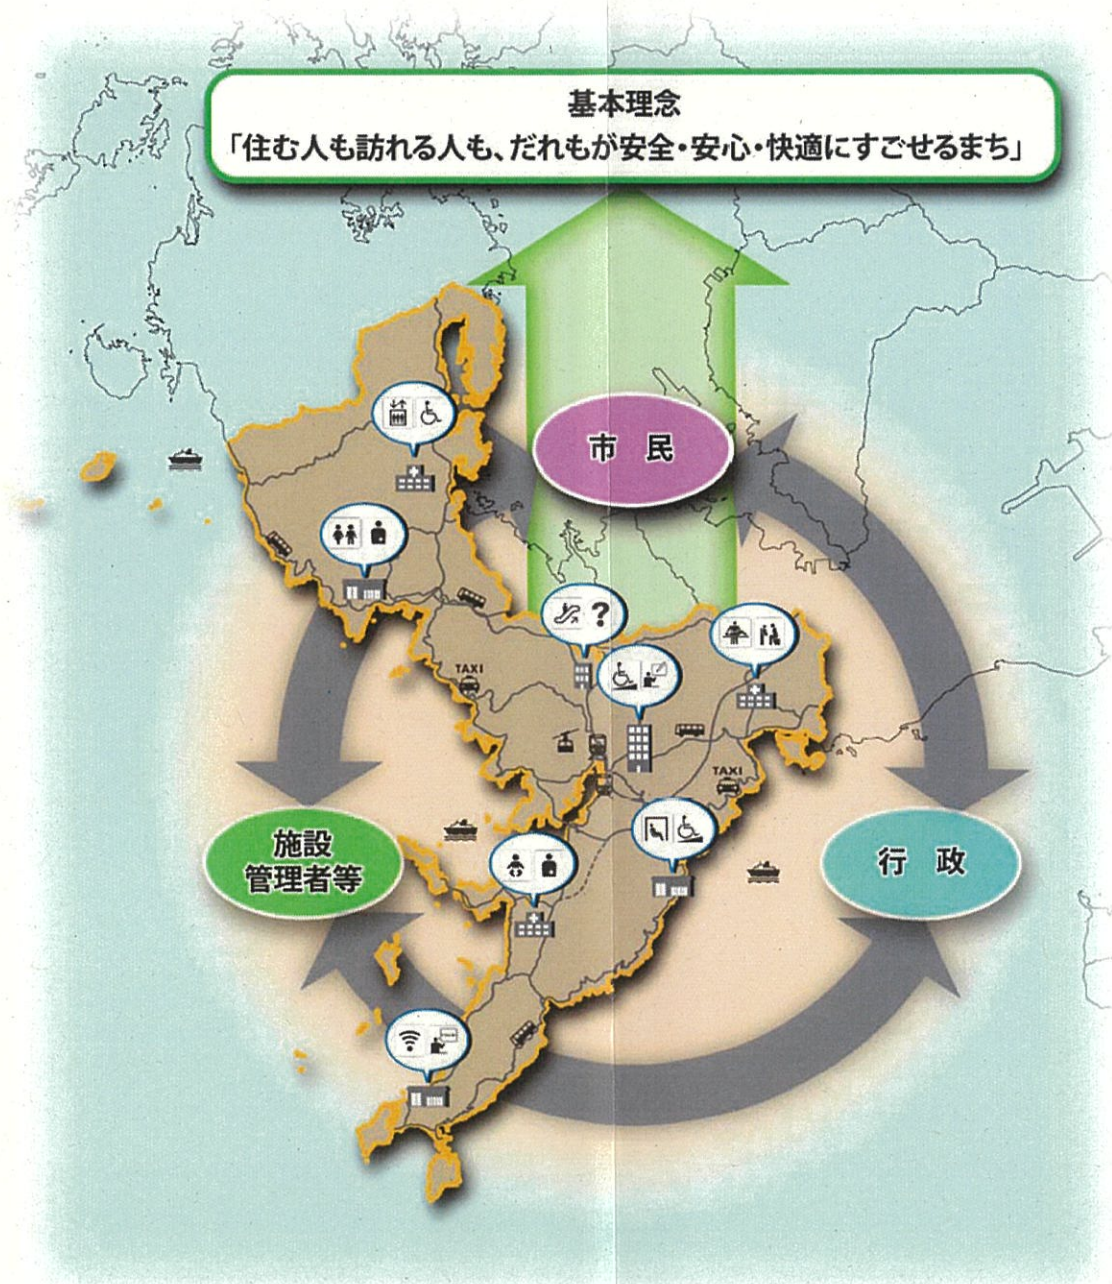 基本理念
「住む人も訪れる人も、だれもが安全・安心・快適にすごせるまち」
市 民
?
TAXI
TAXI
施設
管理者等
行 政